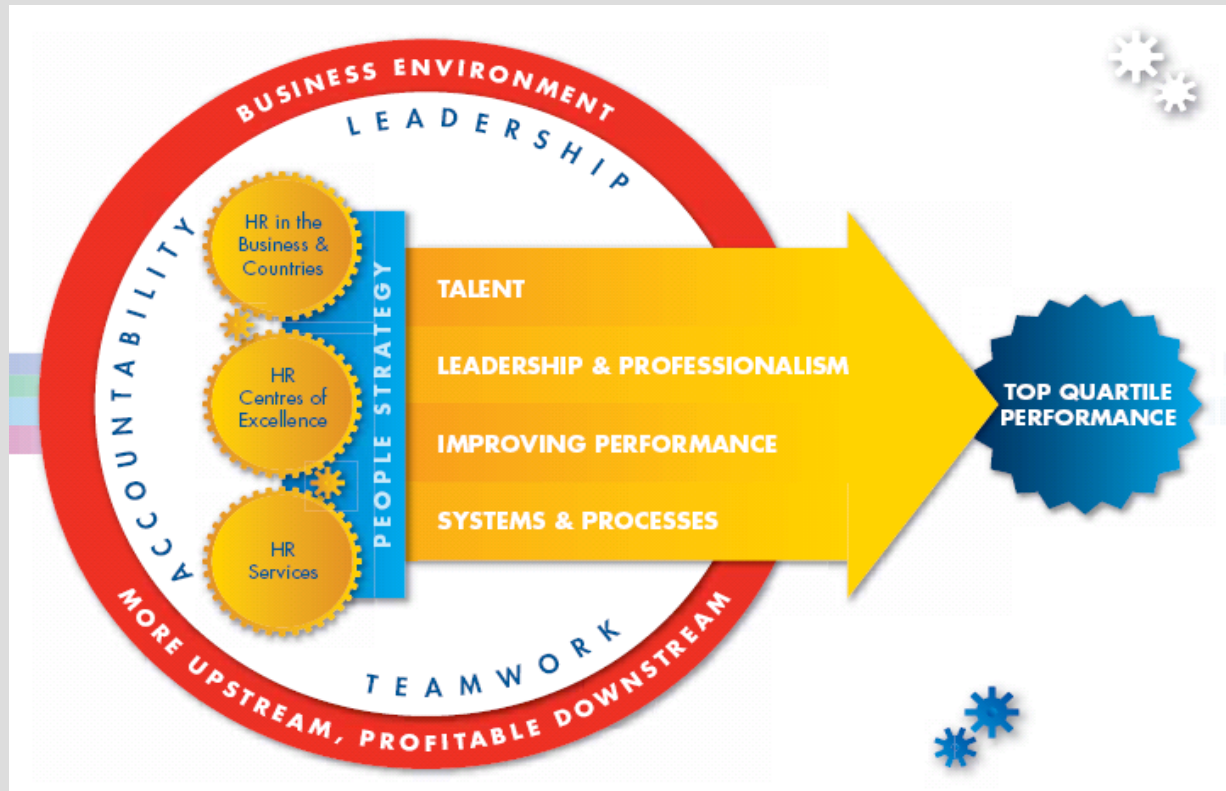 BUSINESS ENVIRONMENT
LEADERSHIP
ACCOUNTABILITY
HR in the
Business &
Countries
HR
Centres of
Excellence
HR
Services
PEOPLE STRATEGY
TALENT
LEADERSHIP & PROFESSIONALISM
IMPROVING PERFORMANCE
SYSTEMS & PROCESSES
TOP QUARTILE
PERFORMANCE
TEAMWORK
MORE UPSTREAM, PROFITABLE DOWNSTREAM